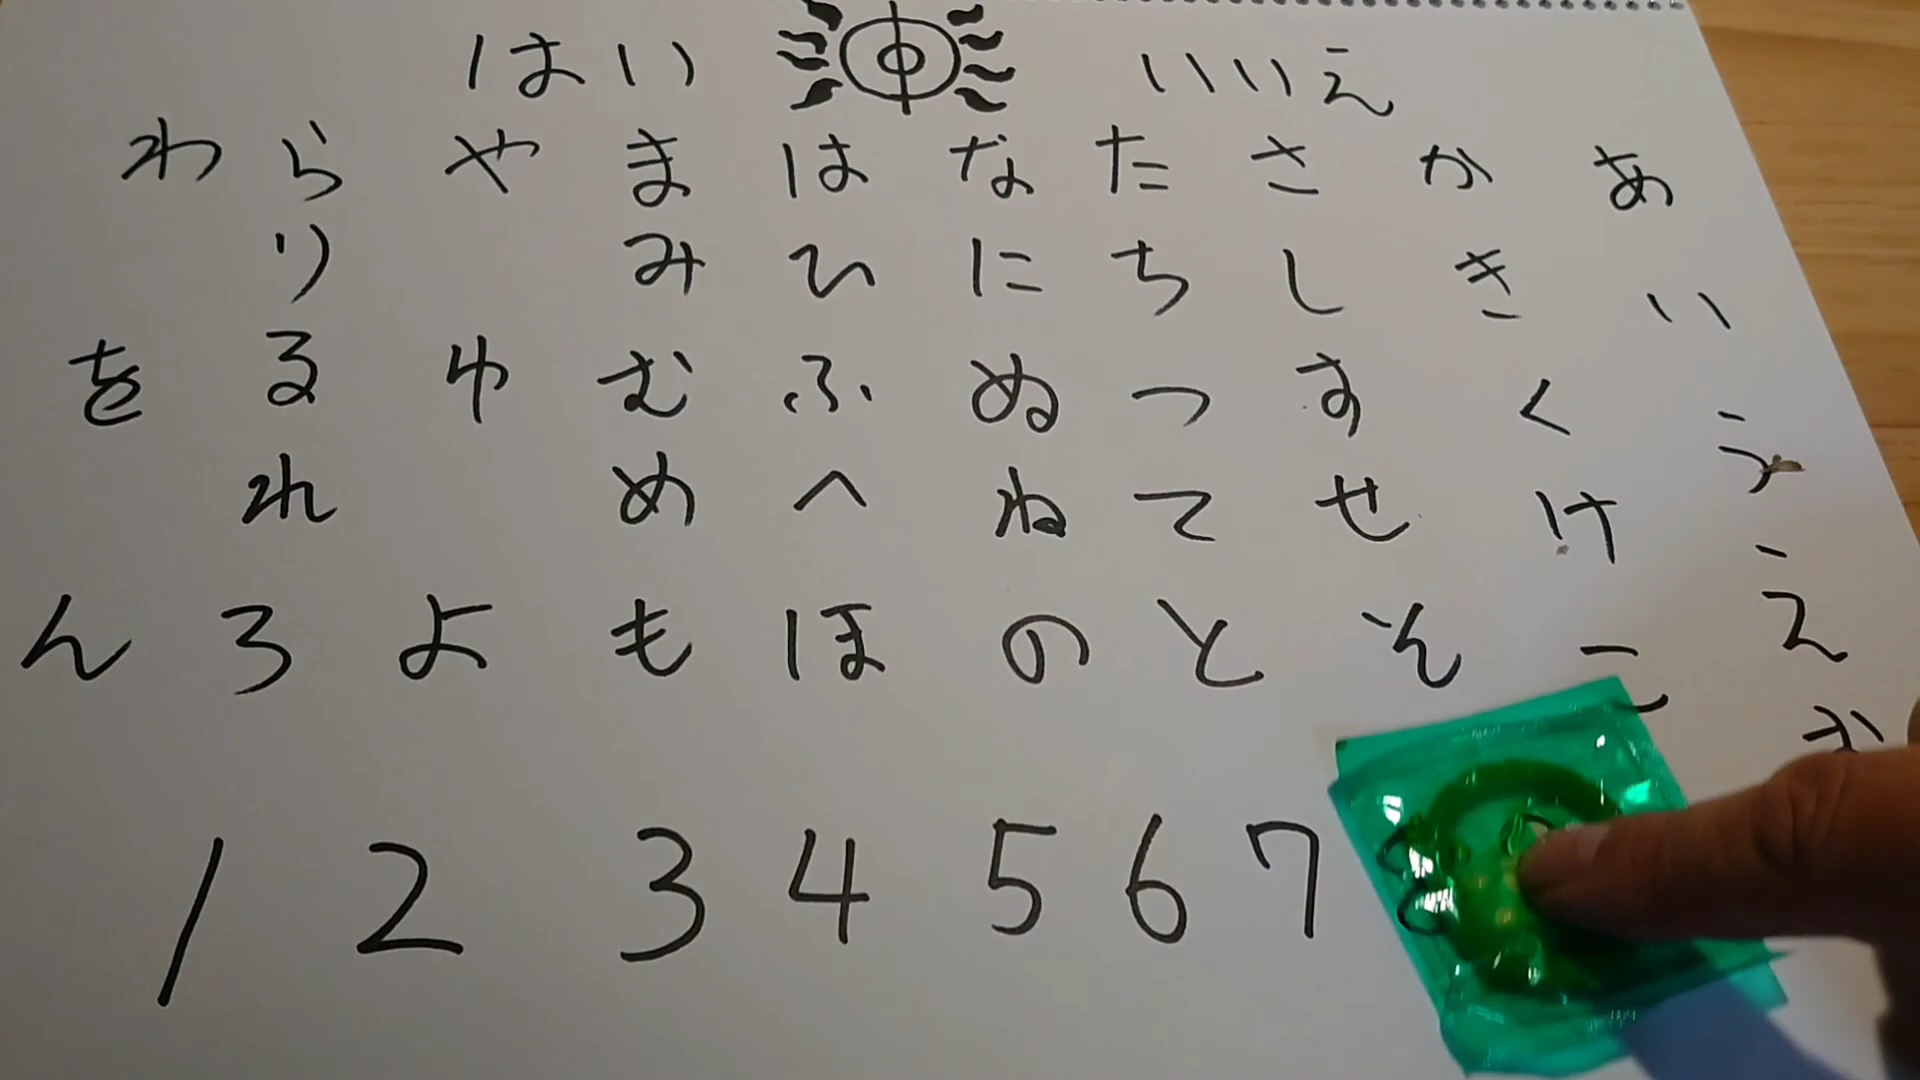 はい いいえ
わ ら や ま は な た さ か あ
り み ひ に ち し き い
を る ゆ む ふ ぬ つ す く う
れ め へ ね て せ け え
ん ろ よ も ほ の と そ こ
1 2 3 4 5 6 7